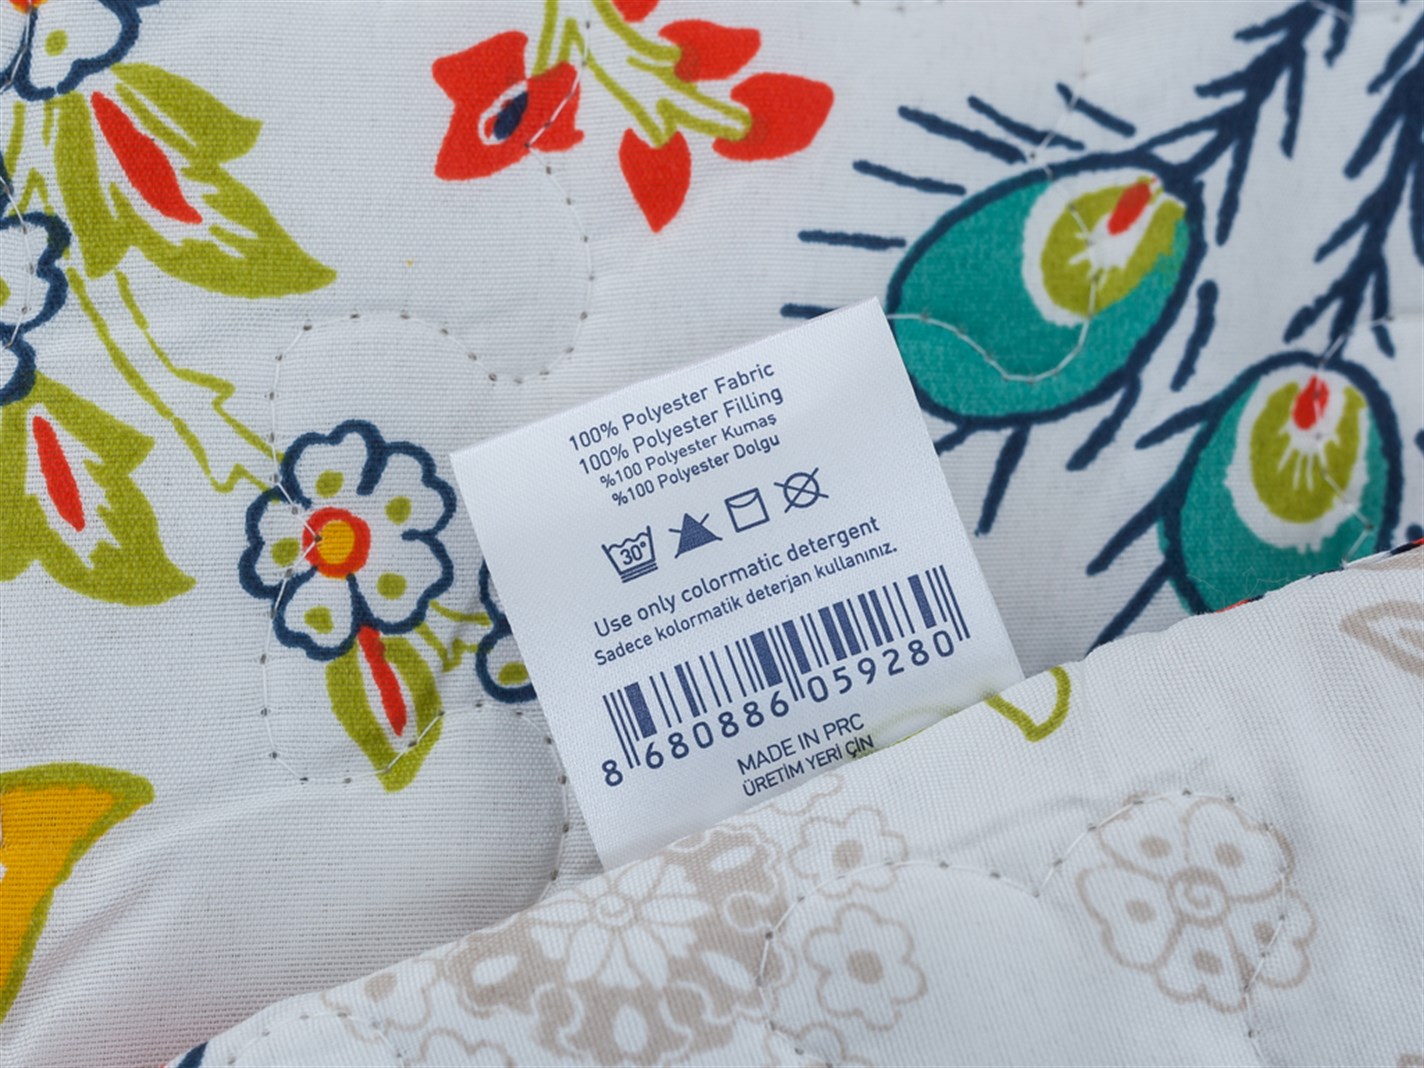 100% Polyester Fabric
100% Polyester Filling
%100 Polyester Kumaş
%100 Polyester Dolgu
30°
Use only colormatic detergent
Sadece kolormatik deterjan kullanınız.
8 680886 059280
MADE IN PRC
ÜRETİM YERİ ÇİN